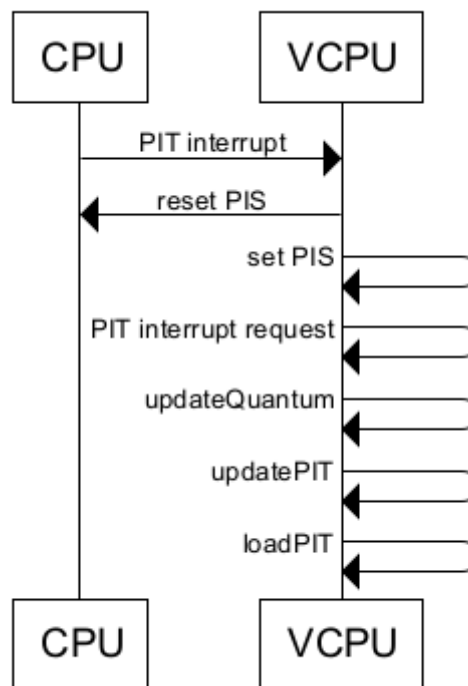 CPU
VCPU
PIT interrupt
reset PIS
set PIS
PIT interrupt request
updateQuantum
updatePIT
loadPIT
CPU
VCPU